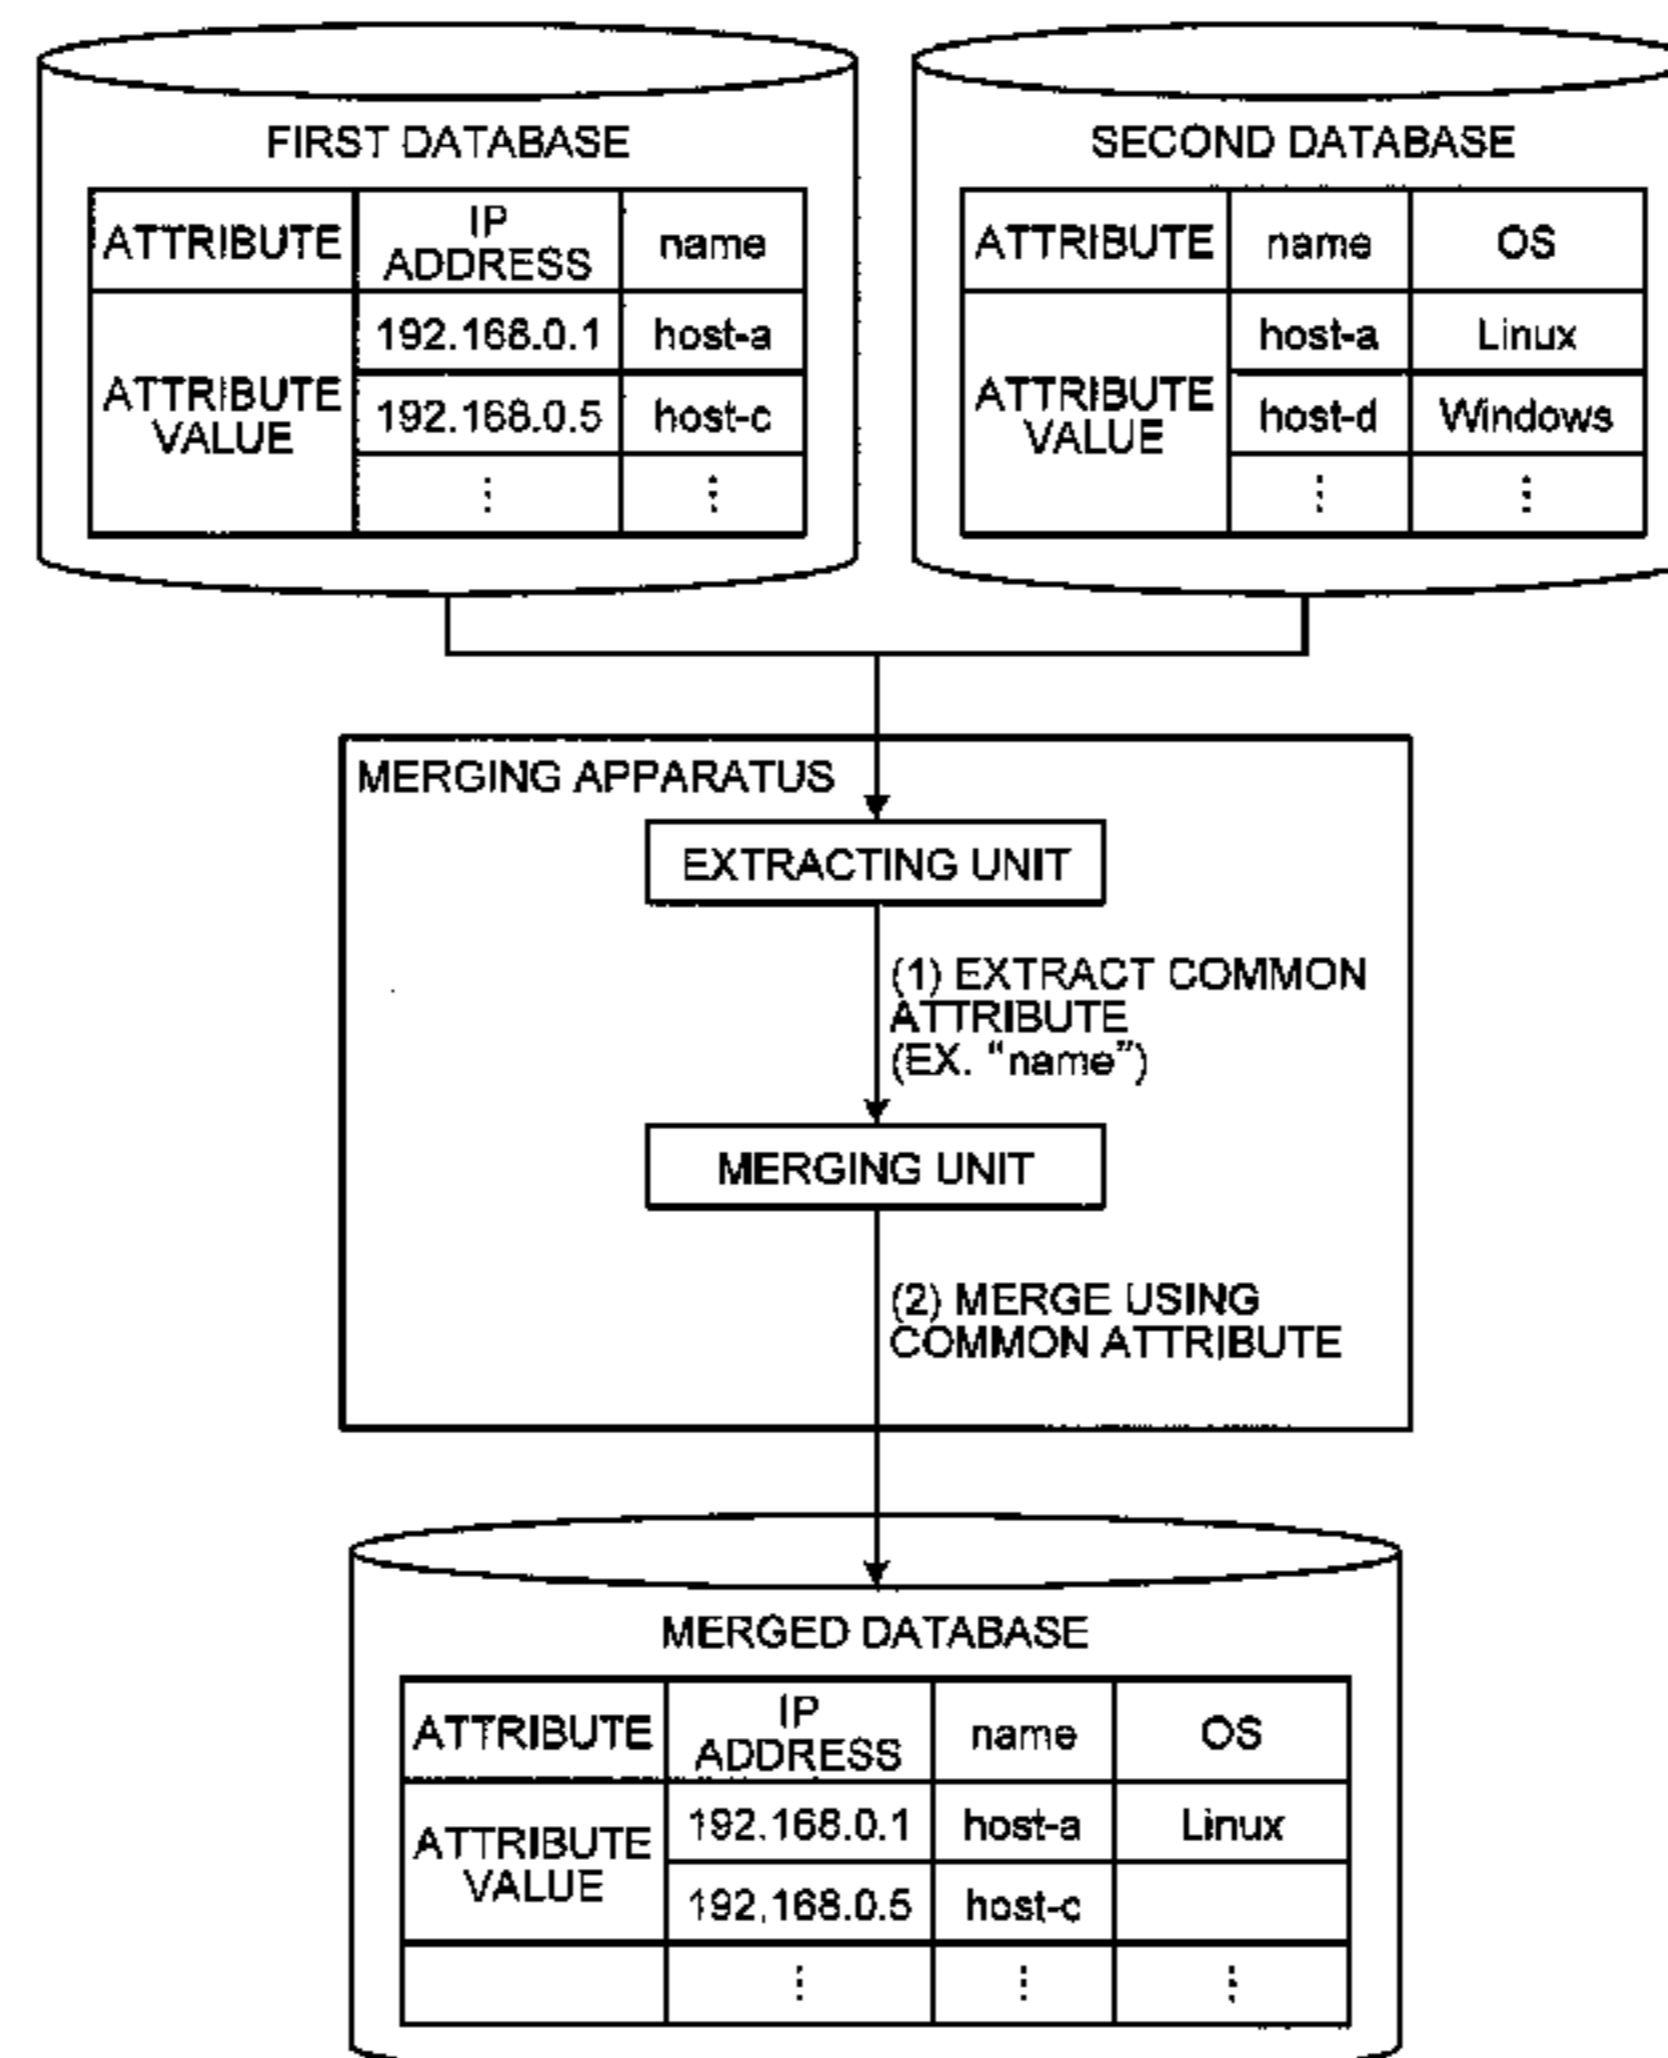 FIRST DATABASE
ATTRIBUTE
IP
ADDRESS
name
ATTRIBUTE
VALUE
192.168.0.1
host-a
192.168.0.5
host-c
⋮
⋮
SECOND DATABASE
ATTRIBUTE
name
OS
ATTRIBUTE
VALUE
host-a
Linux
host-d
Windows
⋮
⋮
MERGING APPARATUS
EXTRACTING UNIT
(1) EXTRACT COMMON
ATTRIBUTE
(EX. “name”)
MERGING UNIT
(2) MERGE USING
COMMON ATTRIBUTE
MERGED DATABASE
ATTRIBUTE
IP
ADDRESS
name
OS
ATTRIBUTE
VALUE
192.168.0.1
host-a
Linux
192.168.0.5
host-c
⋮
⋮
⋮